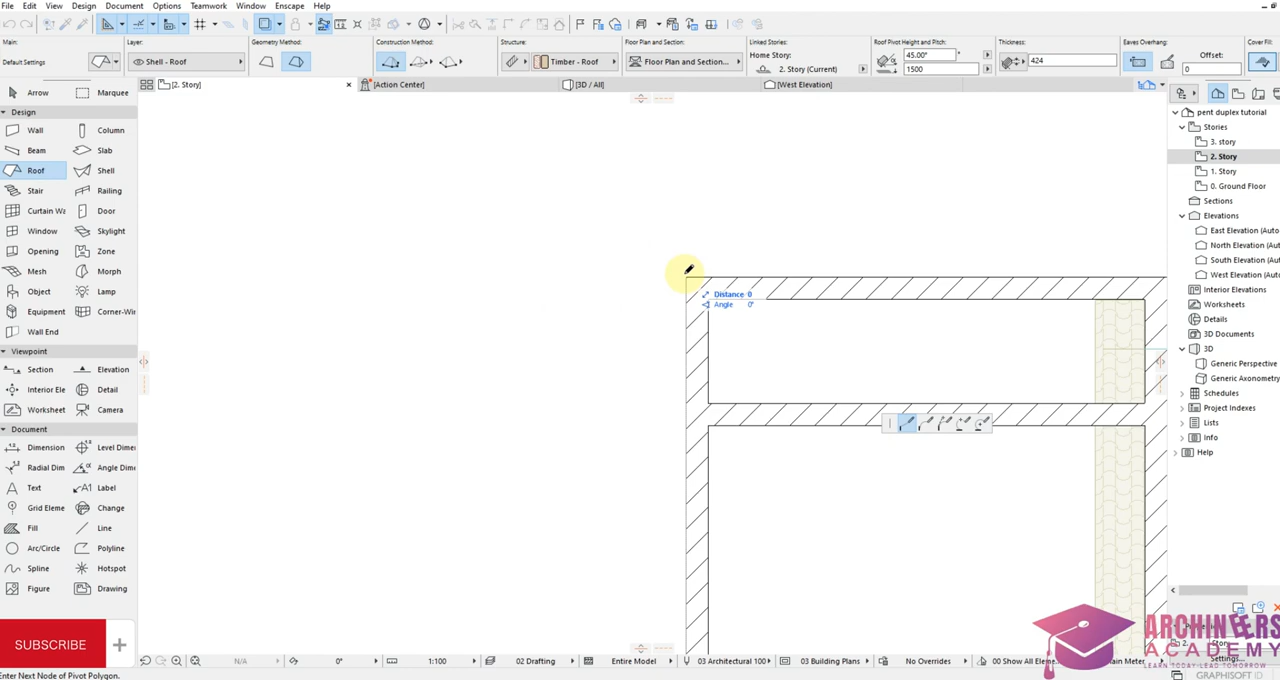 File Edit View Design Document Options Teamwork Window Enscape Help
Main: Layer: Geometry Method: Construction Method: Structure: Floor Plan and Section: Linked Stories: Roof Pivot Height and Pitch: Thickness: Eaves Overhang: Cover Fill
Default Settings Shell - Roof Timber - Roof Floor Plan and Section... Home Story: 2. Story (Current) 45.00° 1500 424 Offset: 0
[2. Story] [Action Center] [3D / All] [West Elevation]
Arrow Marquee
Design
Wall Column
Beam Slab
Roof Shell
Stair Railing
Curtain Wa Door
Window Skylight
Opening Zone
Mesh Morph
Object Lamp
Equipment Corner-Win
Wall End
Viewpoint
Section Elevation
Interior Ele Detail
Worksheet Camera
Document
Dimension Level Dime
Radial Dim Angle Dime
Text Label
Grid Eleme Change
Fill Line
Arc/Circle Polyline
Spline Hotspot
Figure Drawing
Distance 0
Angle 0°
pent duplex tutorial
Stories
3. story
2. Story
1. Story
0. Ground Floor
Sections
Elevations
East Elevation (Auto
North Elevation (Au
South Elevation (Au
West Elevation (Aut
Interior Elevations
Worksheets
Details
3D Documents
3D
Generic Perspective
Generic Axonometry
Schedules
Project Indexes
Lists
Info
Help
SUBSCRIBE +
ARCHINEERS
ACADEMY
LEARN TODAY-LEAD TOMORROW
Settings...
N/A 0° 1:100 02 Drafting Entire Model 03 Architectural 100 03 Building Plans No Overrides 00 Show All Eleme...
Enter Next Node of Pivot Polygon.
GRAPHISOFT ID